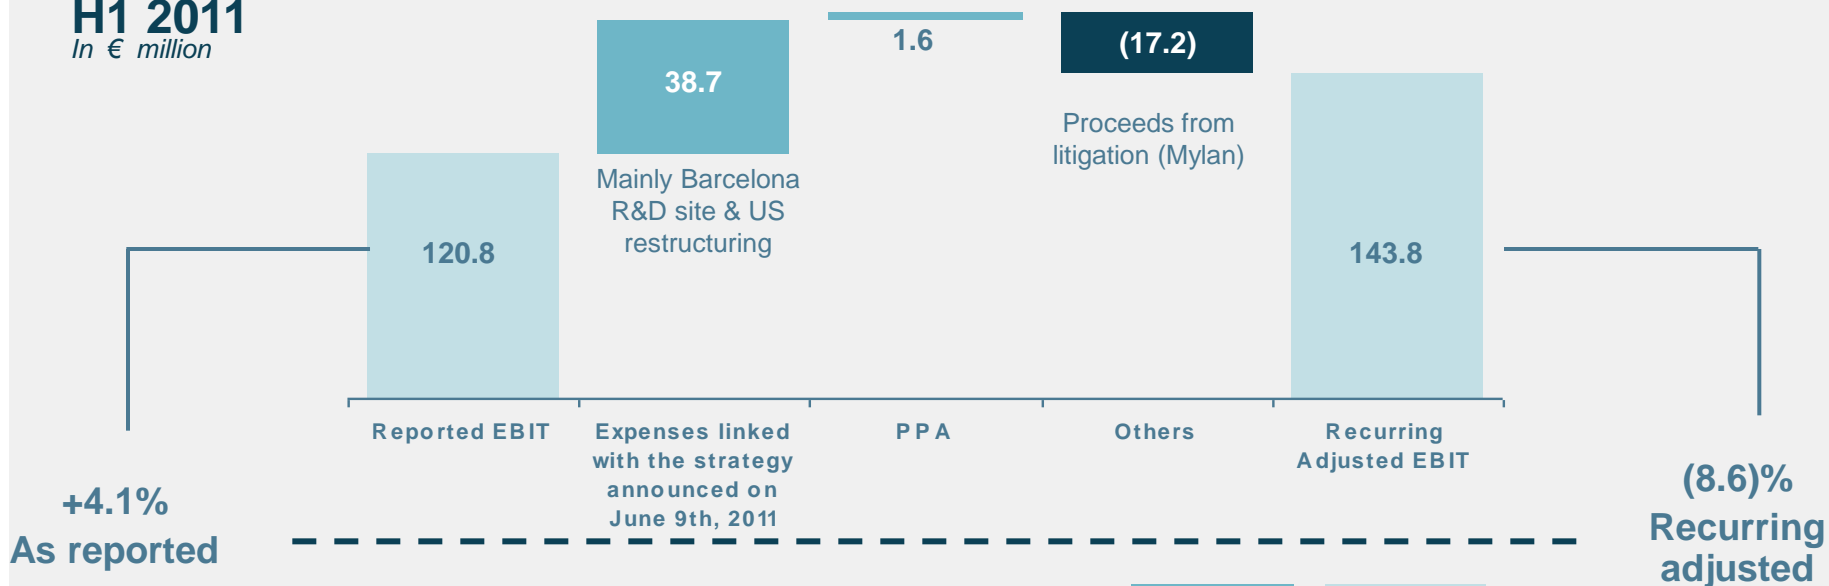 H1 2011
In € million
38.7
1.6
(17.2)
Mainly Barcelona
R&D site & US
restructuring
Proceeds from
litigation (Mylan)
120.8
143.8
Reported EBIT
Expenses linked
with the strategy
announced on
June 9th, 2011
PPA
Others
Recurring
Adjusted EBIT
+4.1%
As reported
(8.6)%
Recurring
adjusted